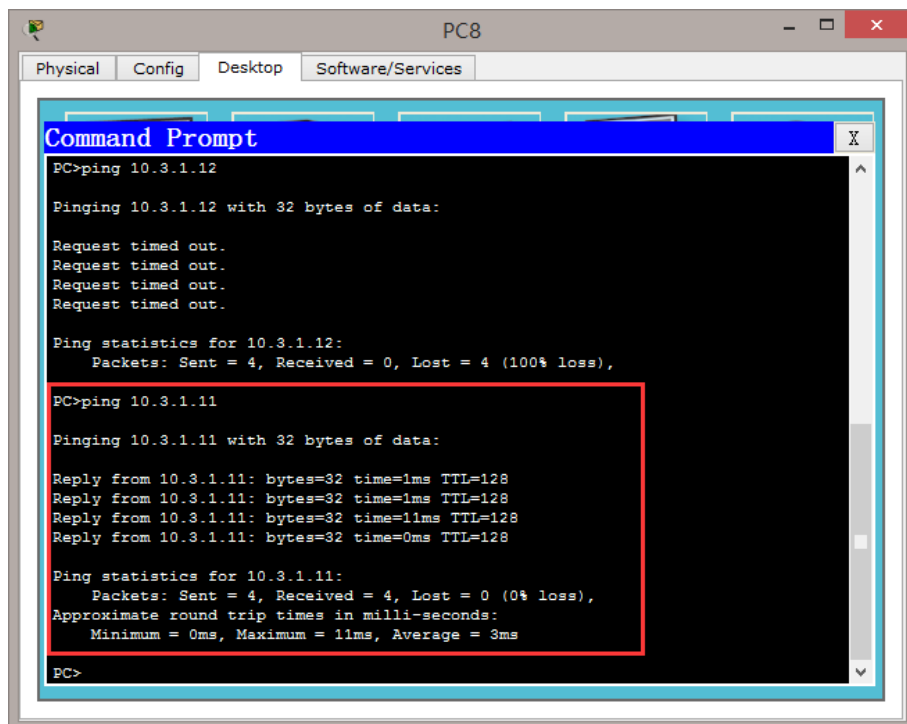 PC8
Physical Config Desktop Software/Services
Command Prompt X
PC>ping 10.3.1.12
Pinging 10.3.1.12 with 32 bytes of data:
Request timed out.
Request timed out.
Request timed out.
Request timed out.
Ping statistics for 10.3.1.12:
Packets: Sent = 4, Received = 0, Lost = 4 (100% loss),
PC>ping 10.3.1.11
Pinging 10.3.1.11 with 32 bytes of data:
Reply from 10.3.1.11: bytes=32 time=1ms TTL=128
Reply from 10.3.1.11: bytes=32 time=1ms TTL=128
Reply from 10.3.1.11: bytes=32 time=11ms TTL=128
Reply from 10.3.1.11: bytes=32 time=0ms TTL=128
Ping statistics for 10.3.1.11:
Packets: Sent = 4, Received = 4, Lost = 0 (0% loss),
Approximate round trip times in milli-seconds:
Minimum = 0ms, Maximum = 11ms, Average = 3ms
PC>